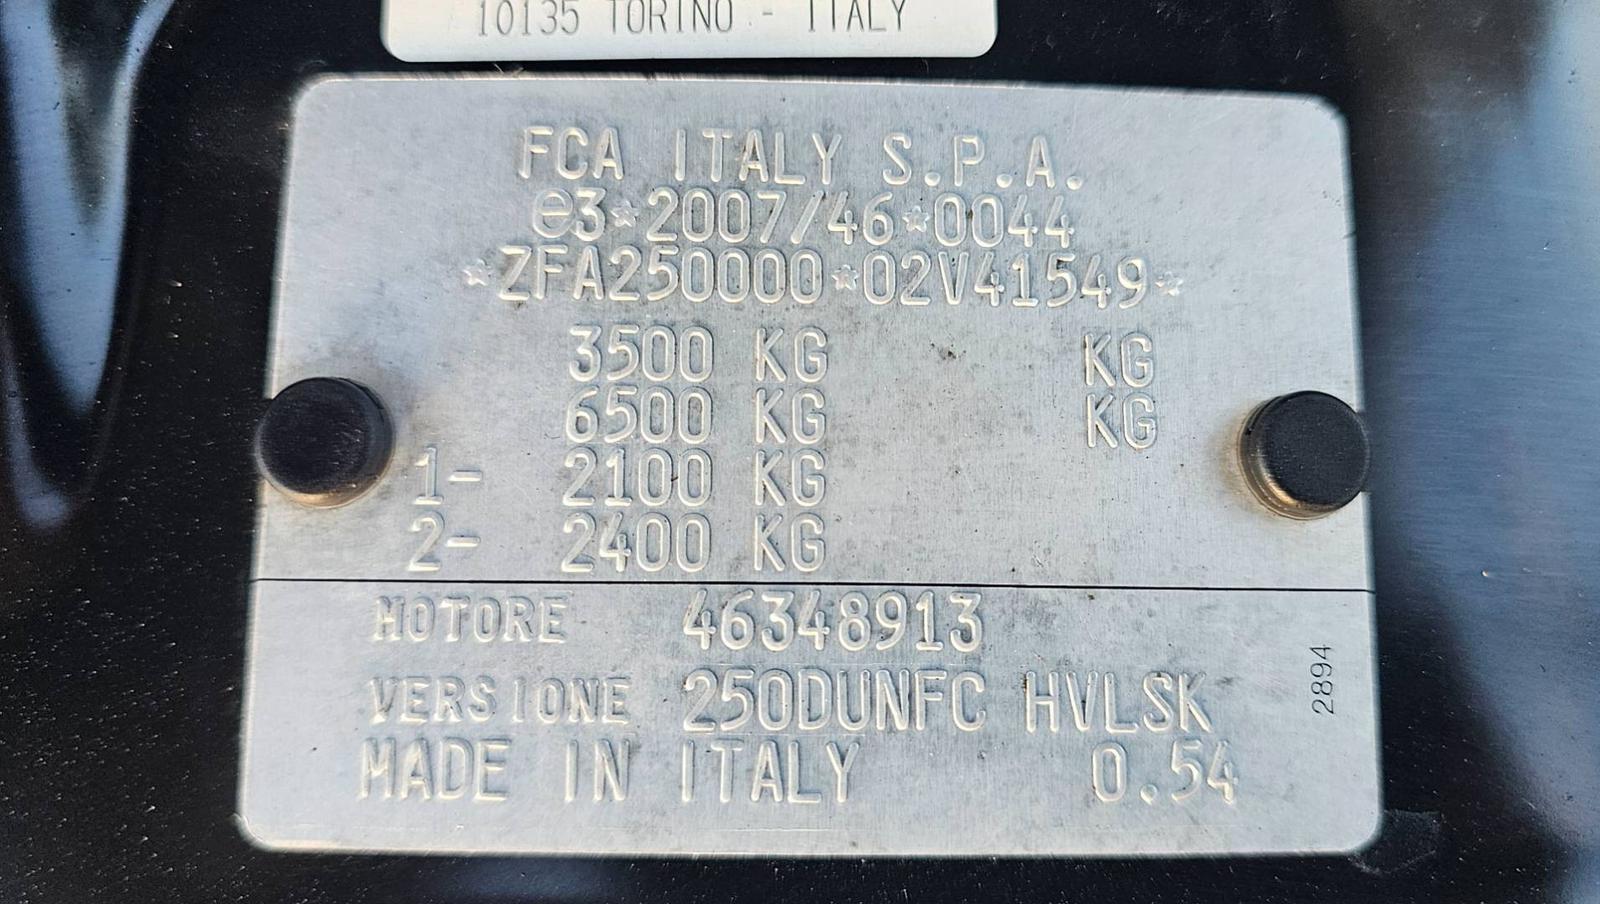 10135 TORINO - ITALY
FCA ITALY S.P.A.
e3*2007/46*0044
*ZFA250000*02V41549*
3500 KG KG
6500 KG KG
1- 2100 KG
2- 2400 KG
MOTORE 46348913
VERSIONE 250DUNFC HVLSK
MADE IN ITALY 0.54
2894